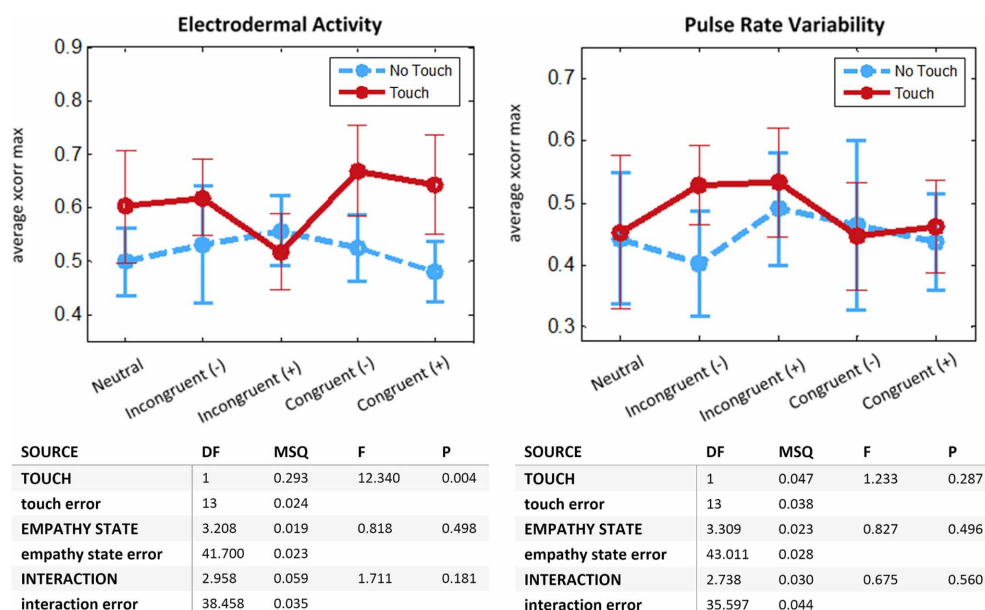 Electrodermal Activity
0.9
0.8
0.7
0.6
0.5
0.4
average xcorr max
No Touch
Touch
Neutral
Incongruent (-)
Incongruent (+)
Congruent (-)
Congruent (+)
Pulse Rate Variability
0.7
0.6
0.5
0.4
0.3
average xcorr max
No Touch
Touch
Neutral
Incongruent (-)
Incongruent (+)
Congruent (-)
Congruent (+)
SOURCE DF MSQ F P
TOUCH 1 0.293 12.340 0.004
touch error 13 0.024
EMPATHY STATE 3.208 0.019 0.818 0.498
empathy state error 41.700 0.023
INTERACTION 2.958 0.059 1.711 0.181
interaction error 38.458 0.035
SOURCE DF MSQ F P
TOUCH 1 0.047 1.233 0.287
touch error 13 0.038
EMPATHY STATE 3.309 0.023 0.827 0.496
empathy state error 43.011 0.028
INTERACTION 2.738 0.030 0.675 0.560
interaction error 35.597 0.044